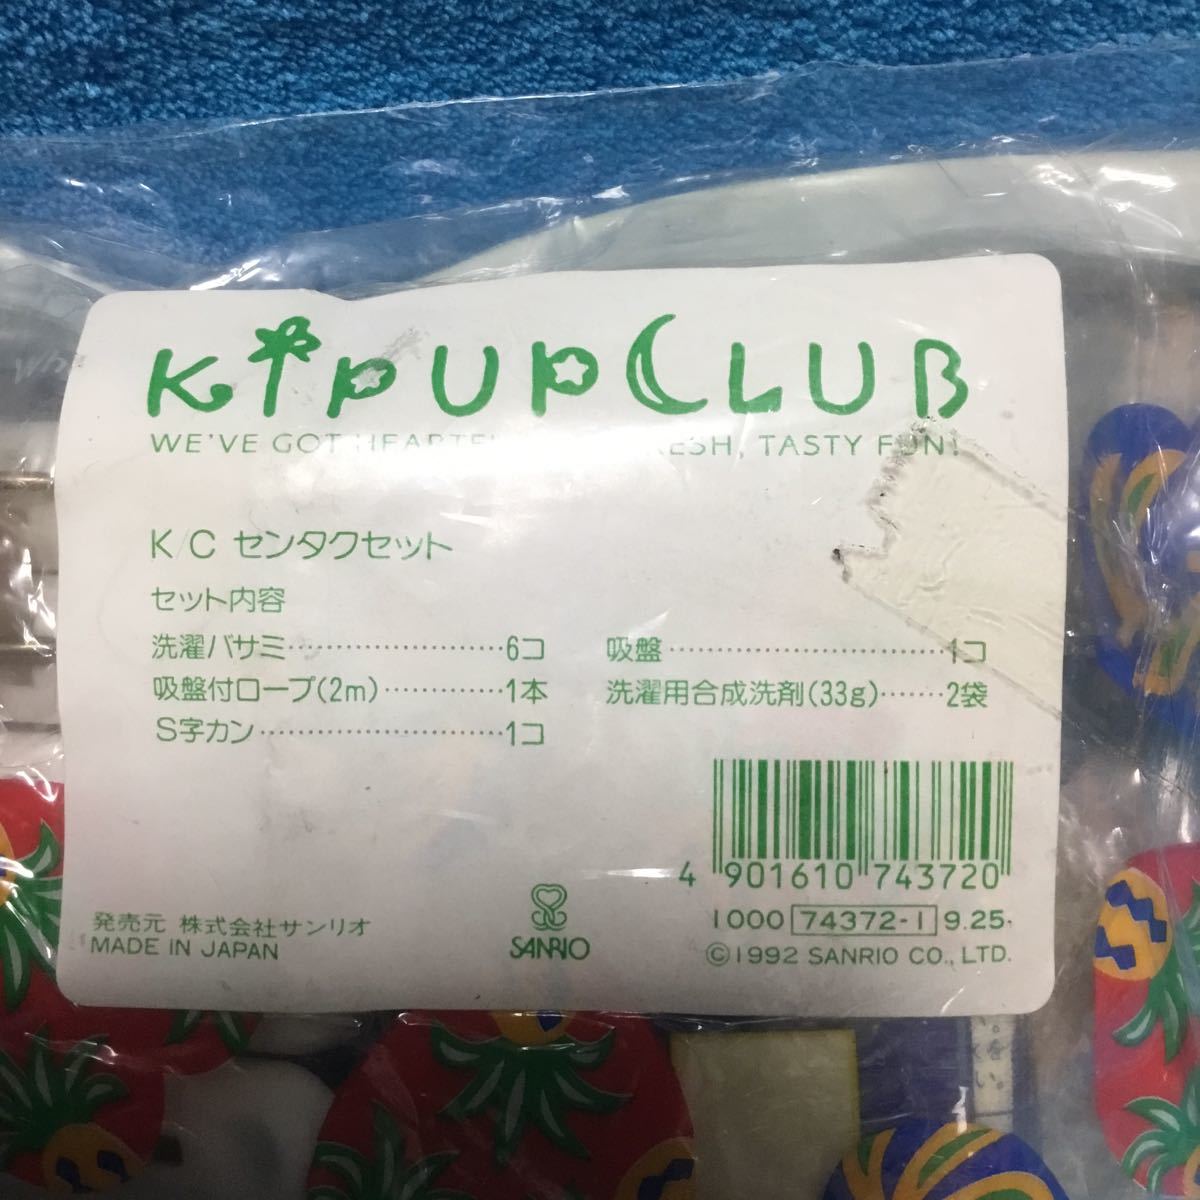 KIPUPCLUB
WE'VE GOT TASTY FUN!
K/C センタクセット
セット内容
洗濯バサミ……………………6コ
吸盤付ロープ(2m)…………1本
S字カン……………………1コ
吸盤…………………………1コ
洗濯用合成洗剤(33g)……2袋
4 901610 743720
1000 74372-1 9.25
発売元 株式会社サンリオ
MADE IN JAPAN
SANRIO
©1992 SANRIO CO., LTD.